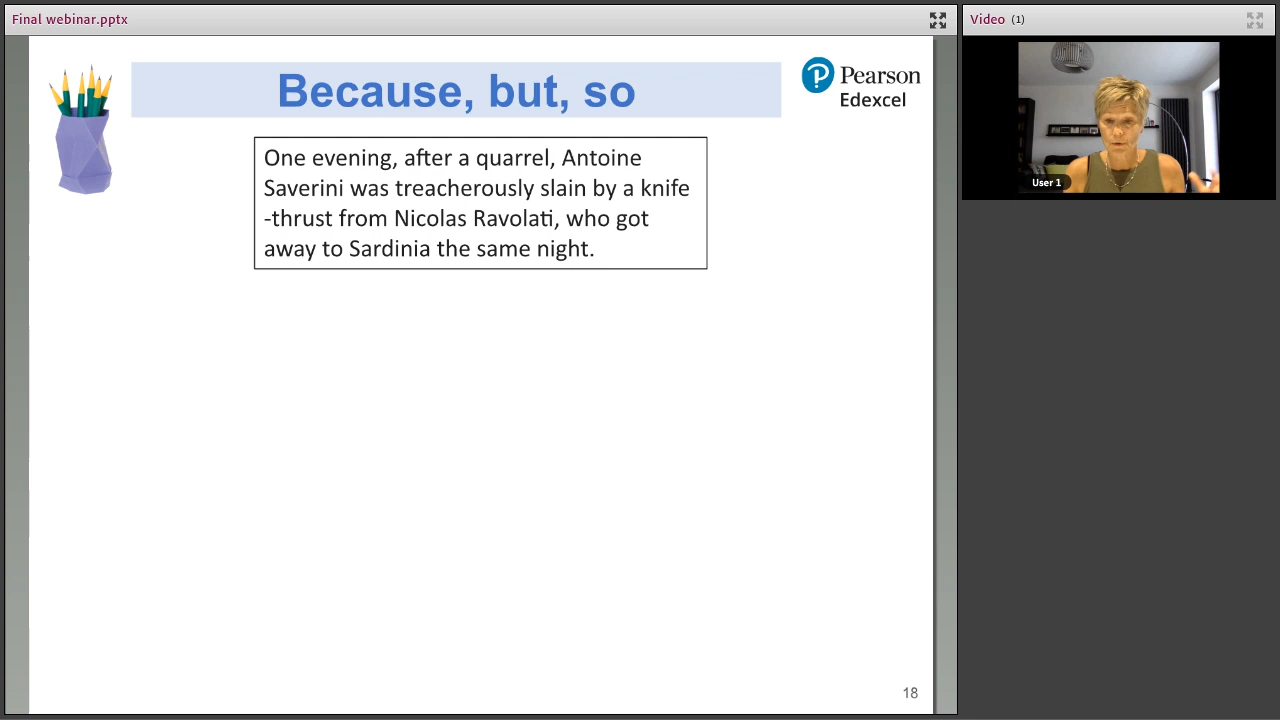 Final webinar.pptx
Video (1)
Because, but, so
Pearson
Edexcel
One evening, after a quarrel, Antoine
Saverini was treacherously slain by a knife
-thrust from Nicolas Ravolati, who got
away to Sardinia the same night.
User 1
18